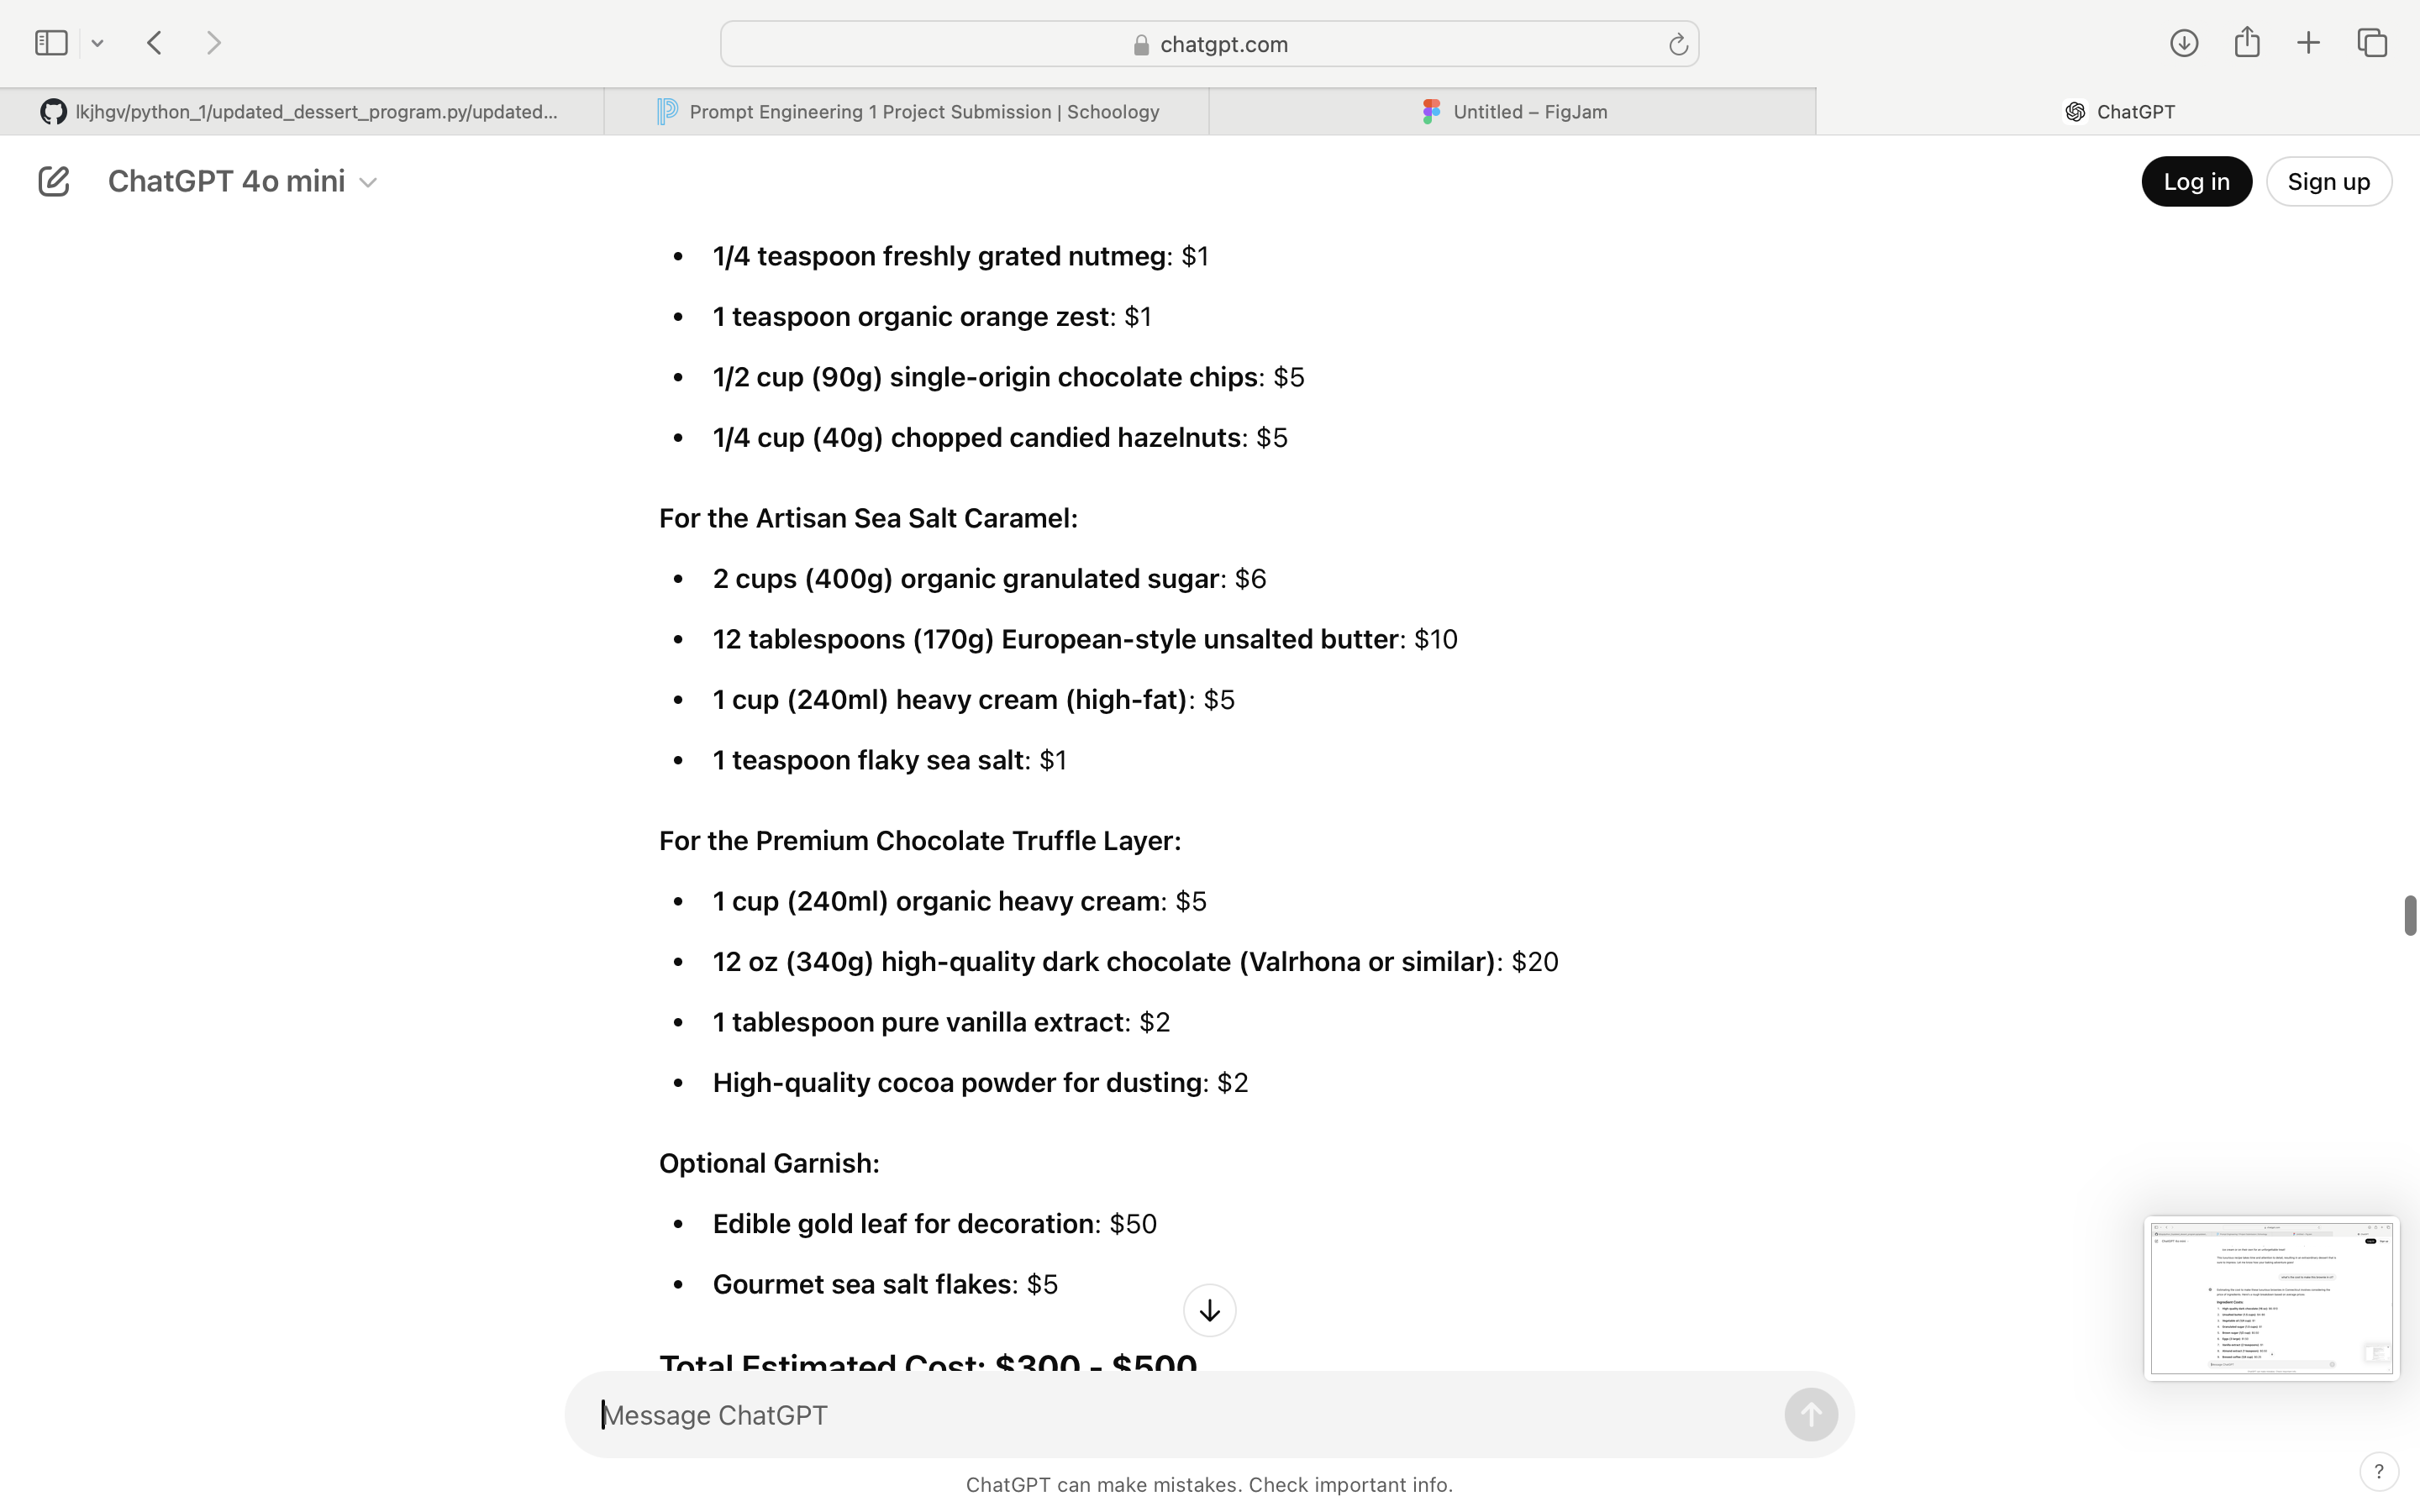 chatgpt.com
lkjhgv/python_1/updated_dessert_program.py/updated...
Prompt Engineering 1 Project Submission | Schoology
Untitled – FigJam
ChatGPT
ChatGPT 4o mini
Log in
Sign up
• 1/4 teaspoon freshly grated nutmeg: $1
• 1 teaspoon organic orange zest: $1
• 1/2 cup (90g) single-origin chocolate chips: $5
• 1/4 cup (40g) chopped candied hazelnuts: $5
For the Artisan Sea Salt Caramel:
• 2 cups (400g) organic granulated sugar: $6
• 12 tablespoons (170g) European-style unsalted butter: $10
• 1 cup (240ml) heavy cream (high-fat): $5
• 1 teaspoon flaky sea salt: $1
For the Premium Chocolate Truffle Layer:
• 1 cup (240ml) organic heavy cream: $5
• 12 oz (340g) high-quality dark chocolate (Valrhona or similar): $20
• 1 tablespoon pure vanilla extract: $2
• High-quality cocoa powder for dusting: $2
Optional Garnish:
• Edible gold leaf for decoration: $50
• Gourmet sea salt flakes: $5
Total Estimated Cost: $300 - $500
Message ChatGPT
ChatGPT can make mistakes. Check important info.
?